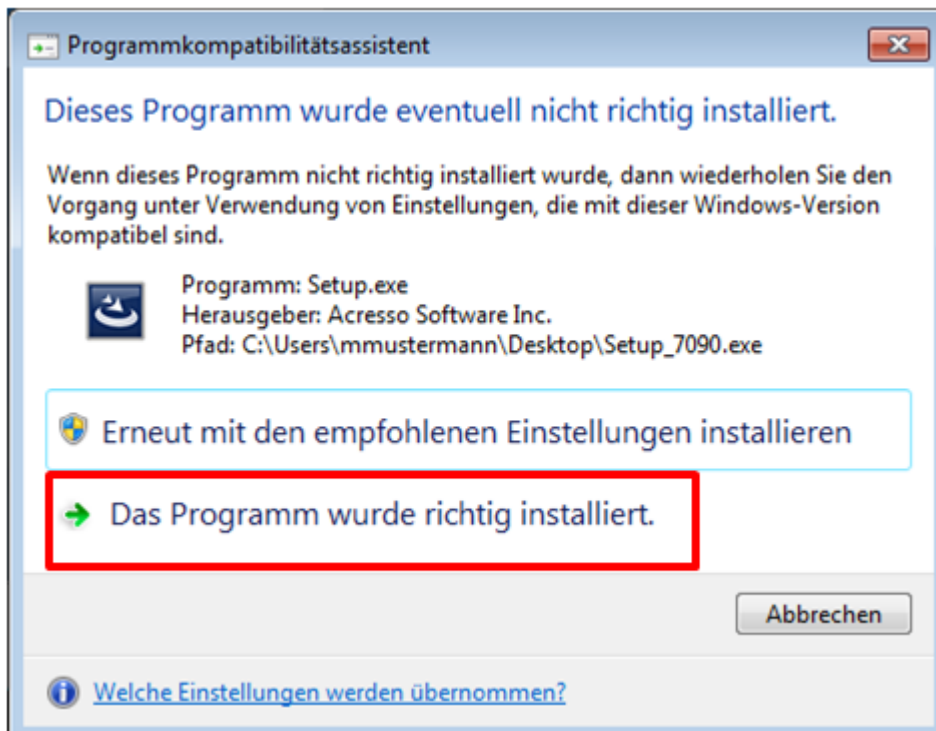 Programmkompatibilitätsassistent
Dieses Programm wurde eventuell nicht richtig installiert.
Wenn dieses Programm nicht richtig installiert wurde, dann wiederholen Sie den
Vorgang unter Verwendung von Einstellungen, die mit dieser Windows-Version
kompatibel sind.
Programm: Setup.exe
Herausgeber: Acresso Software Inc.
Pfad: C:\Users\mmustermann\Desktop\Setup_7090.exe
Erneut mit den empfohlenen Einstellungen installieren
Das Programm wurde richtig installiert.
Abbrechen
Welche Einstellungen werden übernommen?